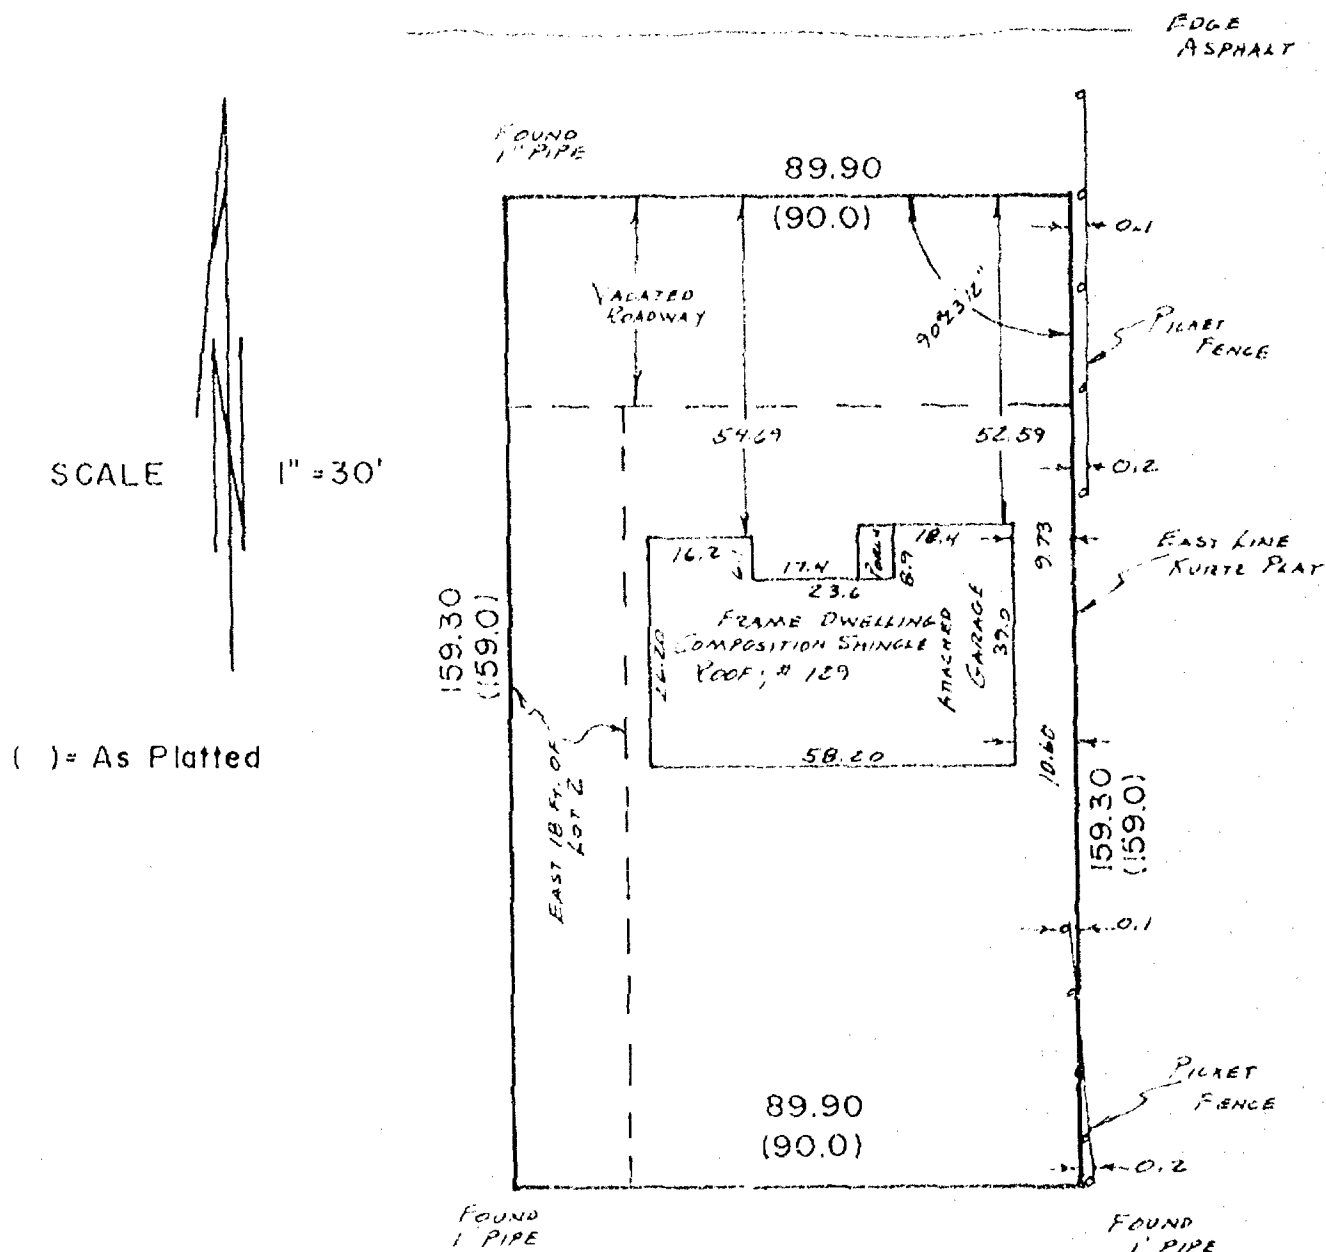 EDGE
ASPHALT
FOUND
1" PIPE
89.90
(90.0)
0.1
VACATED
ROADWAY
90°23'12"
PICKET
FENCE
54.69
52.59
0.2
SCALE 1" = 30'
16.2
6.1
17.4
23.6
PORCH
8.9
18.4
9.73
EAST LINE
KURTZ PLAT
FRAME DWELLING
COMPOSITION SHINGLE
ROOF; # 129
ATTACHED
GARAGE
39.0
159.30
(159.0)
( ) = As Platted
58.20
10.60
EAST 18 FT. OF
LOT 2
159.30
(159.0)
0.1
PICKET
FENCE
89.90
(90.0)
0.2
FOUND
1" PIPE
FOUND
1" PIPE